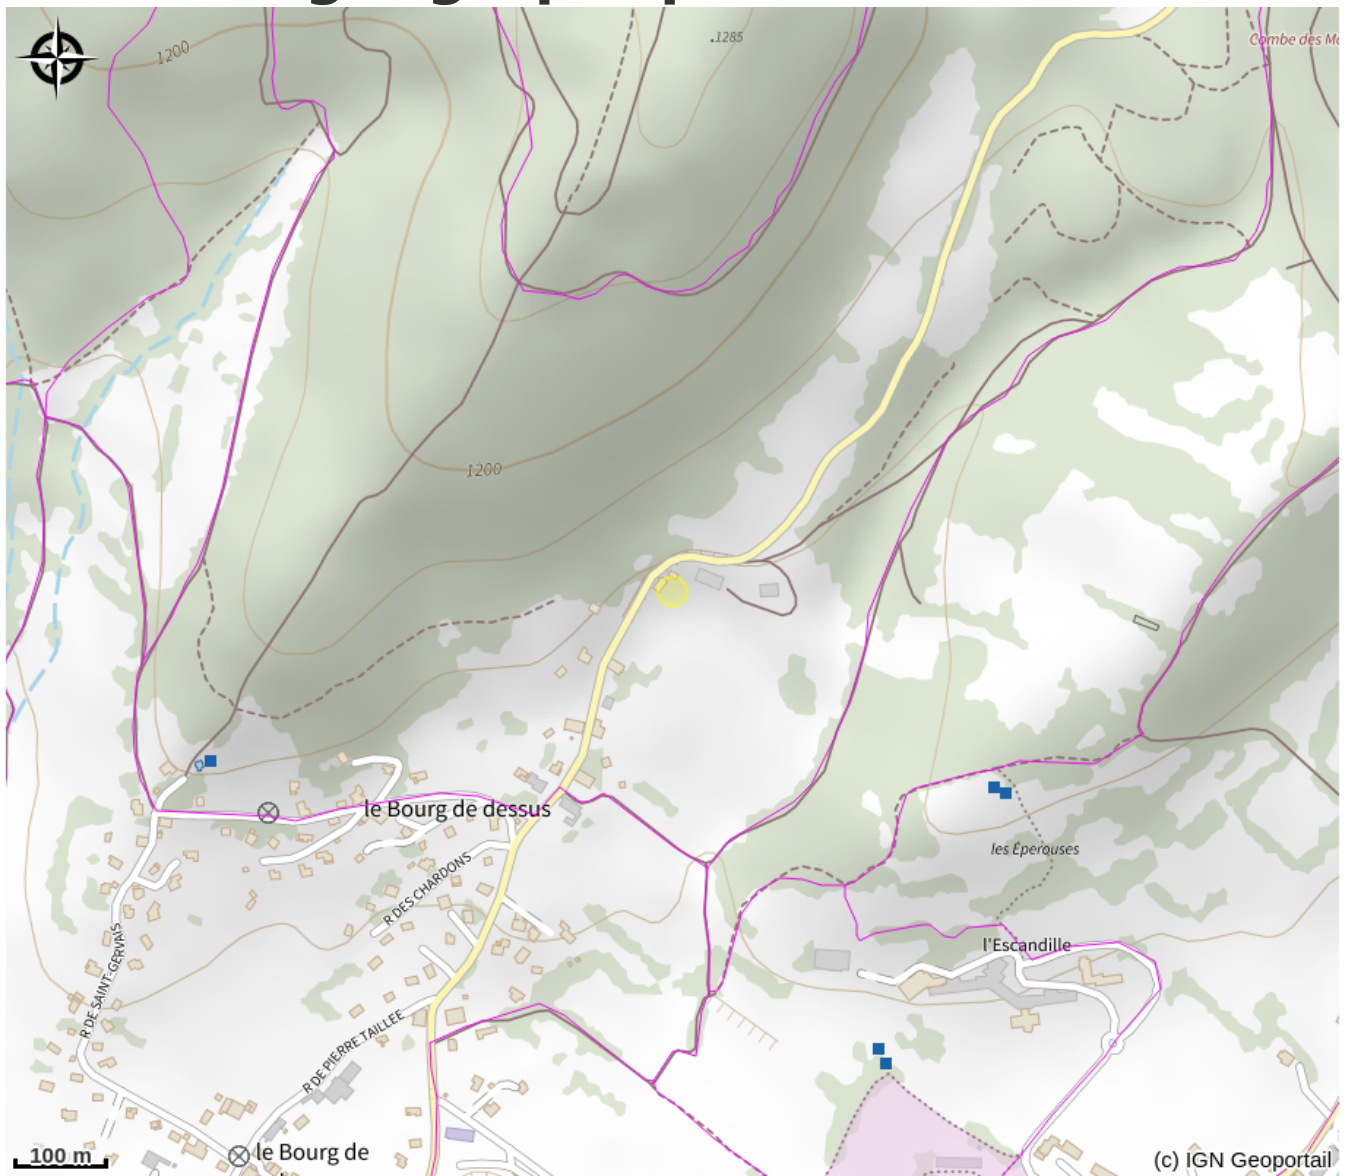 1200
.1285
Combe des
1200
le Bourg de dessus
R DES CHARDONS
les Éperouses
l'Escandille
R DE SAINT-GERVAIS
R DE PIERRE TAILLEE
le Bourg de
100 m
(c) IGN Geoportail